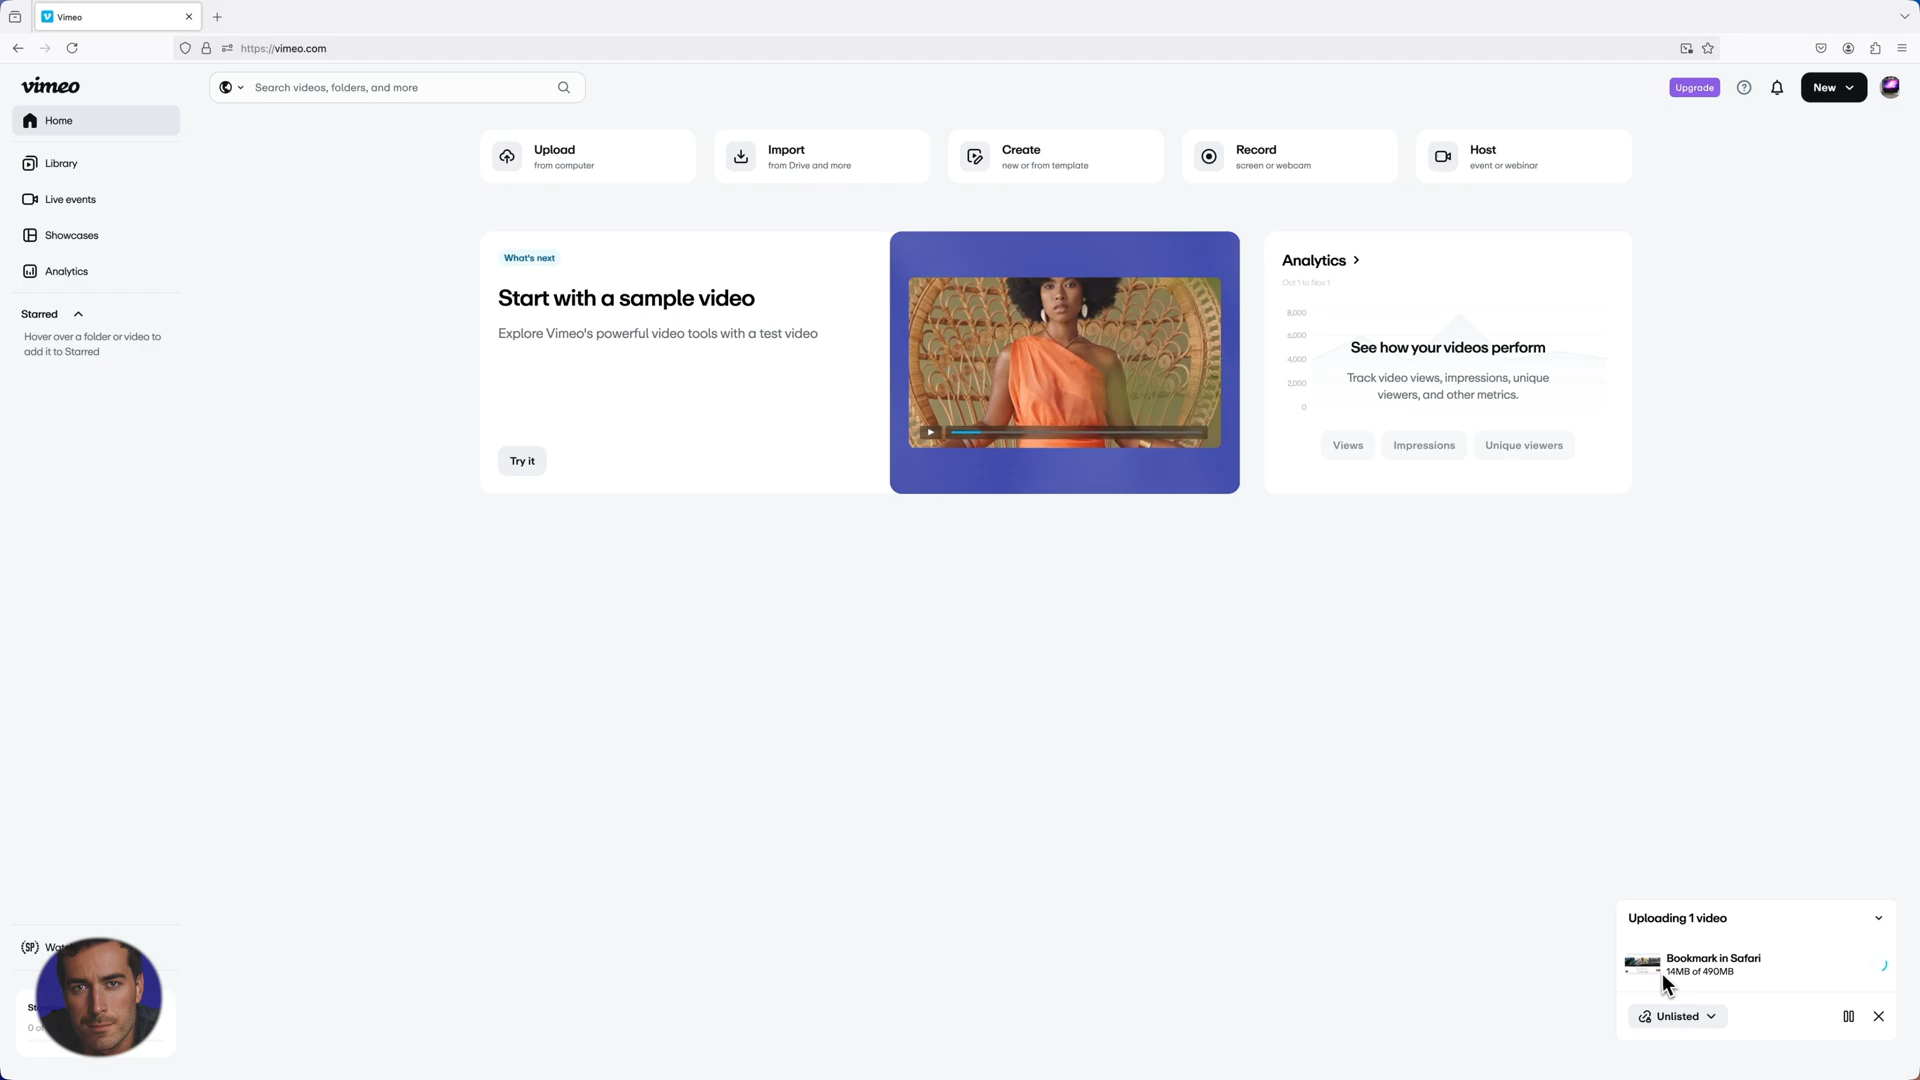 Vimeo
https://vimeo.com
vimeo
Search videos, folders, and more
Upgrade
New
Home
Library
Live events
Showcases
Analytics
Starred
Hover over a folder or video to
add it to Starred
Upload
from computer
Import
from Drive and more
Create
new or from template
Record
screen or webcam
Host
event or webinar
What's next
Start with a sample video
Explore Vimeo's powerful video tools with a test video
Try it
Analytics
Oct 1 to Nov 1
8,000
6,000
4,000
2,000
0
See how your videos perform
Track video views, impressions, unique
viewers, and other metrics.
Views
Impressions
Unique viewers
(SP)
Uploading 1 video
Bookmark in Safari
14MB of 490MB
Unlisted